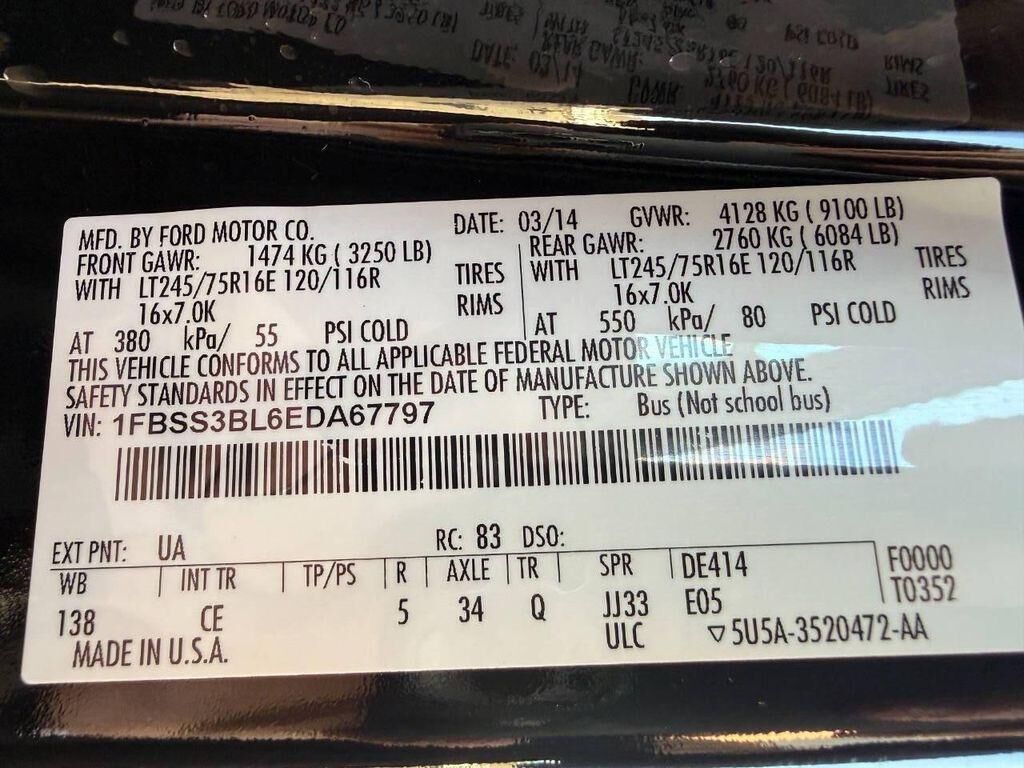 MFD. BY FORD MOTOR CO. DATE: 03/14 GVWR: 4128 KG ( 9100 LB)
FRONT GAWR: 1474 KG ( 3250 LB) REAR GAWR: 2760 KG ( 6084 LB)
WITH LT245/75R16E 120/116R TIRES WITH LT245/75R16E 120/116R TIRES
16x7.0K RIMS 16x7.0K RIMS
AT 380 kPa/ 55 PSI COLD AT 550 kPa/ 80 PSI COLD
THIS VEHICLE CONFORMS TO ALL APPLICABLE FEDERAL MOTOR VEHICLE
SAFETY STANDARDS IN EFFECT ON THE DATE OF MANUFACTURE SHOWN ABOVE.
VIN: 1FBSS3BL6EDA67797 TYPE: Bus (Not school bus)
EXT PNT: UA RC: 83 DSO:
WB INT TR TP/PS R AXLE TR SPR DE414 F0000
138 CE 5 34 Q JJ33 E05 T0352
MADE IN U.S.A. ULC ▽5U5A-3520472-AA